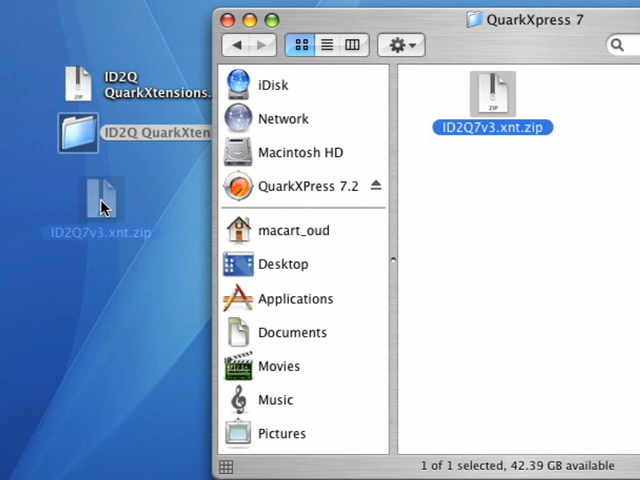 QuarkXpress 7
ID2Q
QuarkXtensions.
ZIP
ID2Q QuarkXten
ID2Q7v3.xnt.zip
iDisk
Network
Macintosh HD
QuarkXPress 7.2
macart_oud
Desktop
Applications
Documents
Movies
Music
Pictures
ZIP
ID2Q7v3.xnt.zip
1 of 1 selected, 42.39 GB available